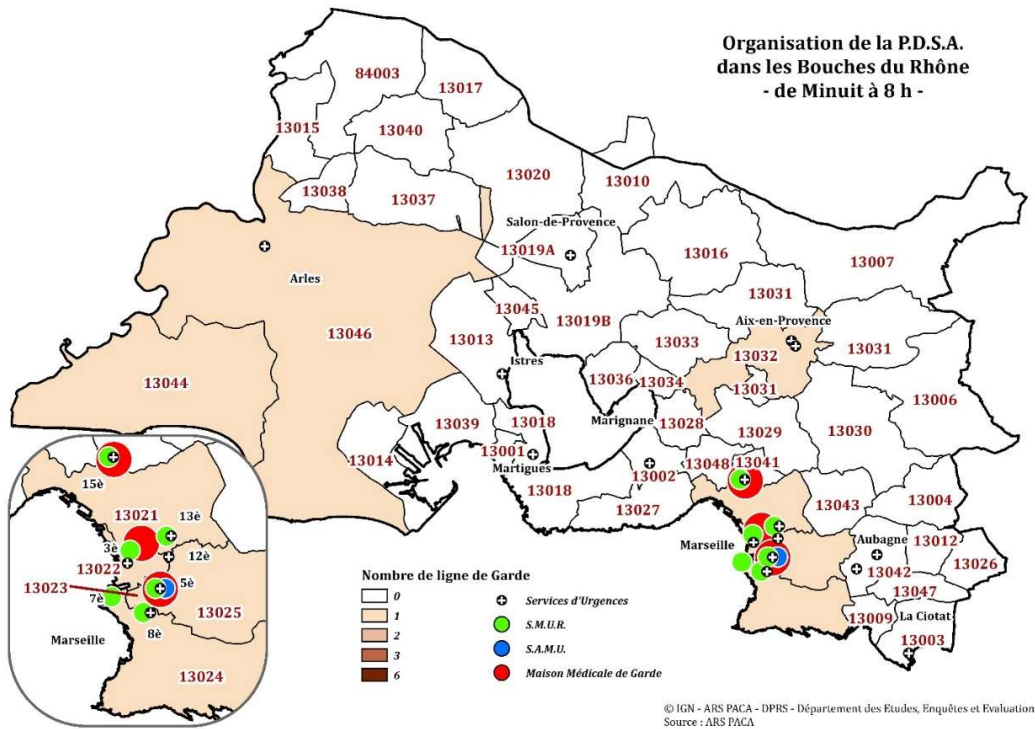 Organisation de la P.D.S.A.
dans les Bouches du Rhône
- de Minuit à 8 h -
84003
13017
13015
13040
13020
13010
13038
13037
Salon-de-Provence
13019A
13016
13007
Arles
13031
13045
13019B
Aix-en-Provence
13046
13013
13033
13032
13031
Istres
13036
13034
13031
13044
13006
13039
13018
Marignane
13028
13029
13030
13014
13001
Martigues
13048
13041
13002
13018
13027
13043
13004
Marseille
Aubagne
13012
13026
13042
13047
La Ciotat
13009
13003
15è
13021
13è
3è
12è
13022
13023
5è
7è
13025
8è
Marseille
13024
Nombre de ligne de Garde
0
1
2
3
6
Services d'Urgences
S.M.U.R.
S.A.M.U.
Maison Médicale de Garde
© IGN - ARS PACA - DPRS - Département des Etudes, Enquêtes et Evaluation
Source : ARS PACA